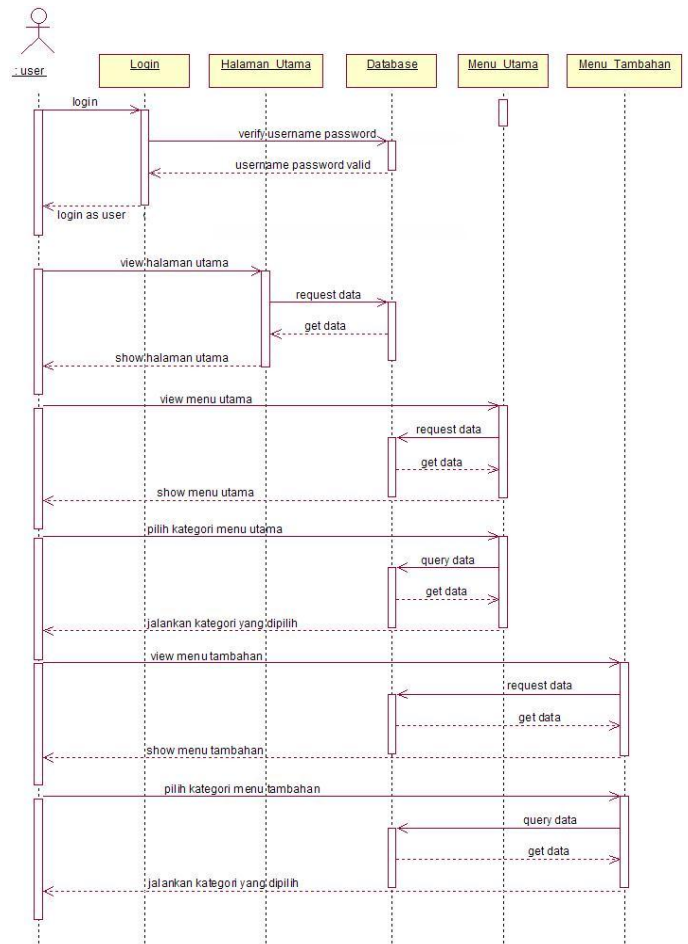 : user
Login
Halaman_Utama
Database
Menu_Utama
Menu_Tambahan
login
verify username password
username password valid
login as user
view halaman utama
request data
get data
show halaman utama
view menu utama
request data
get data
show menu utama
pilih kategori menu utama
query data
get data
jalankan kategori yang dipilih
view menu tambahan
request data
get data
show menu tambahan
pilih kategori menu tambahan
query data
get data
jalankan kategori yang dipilih